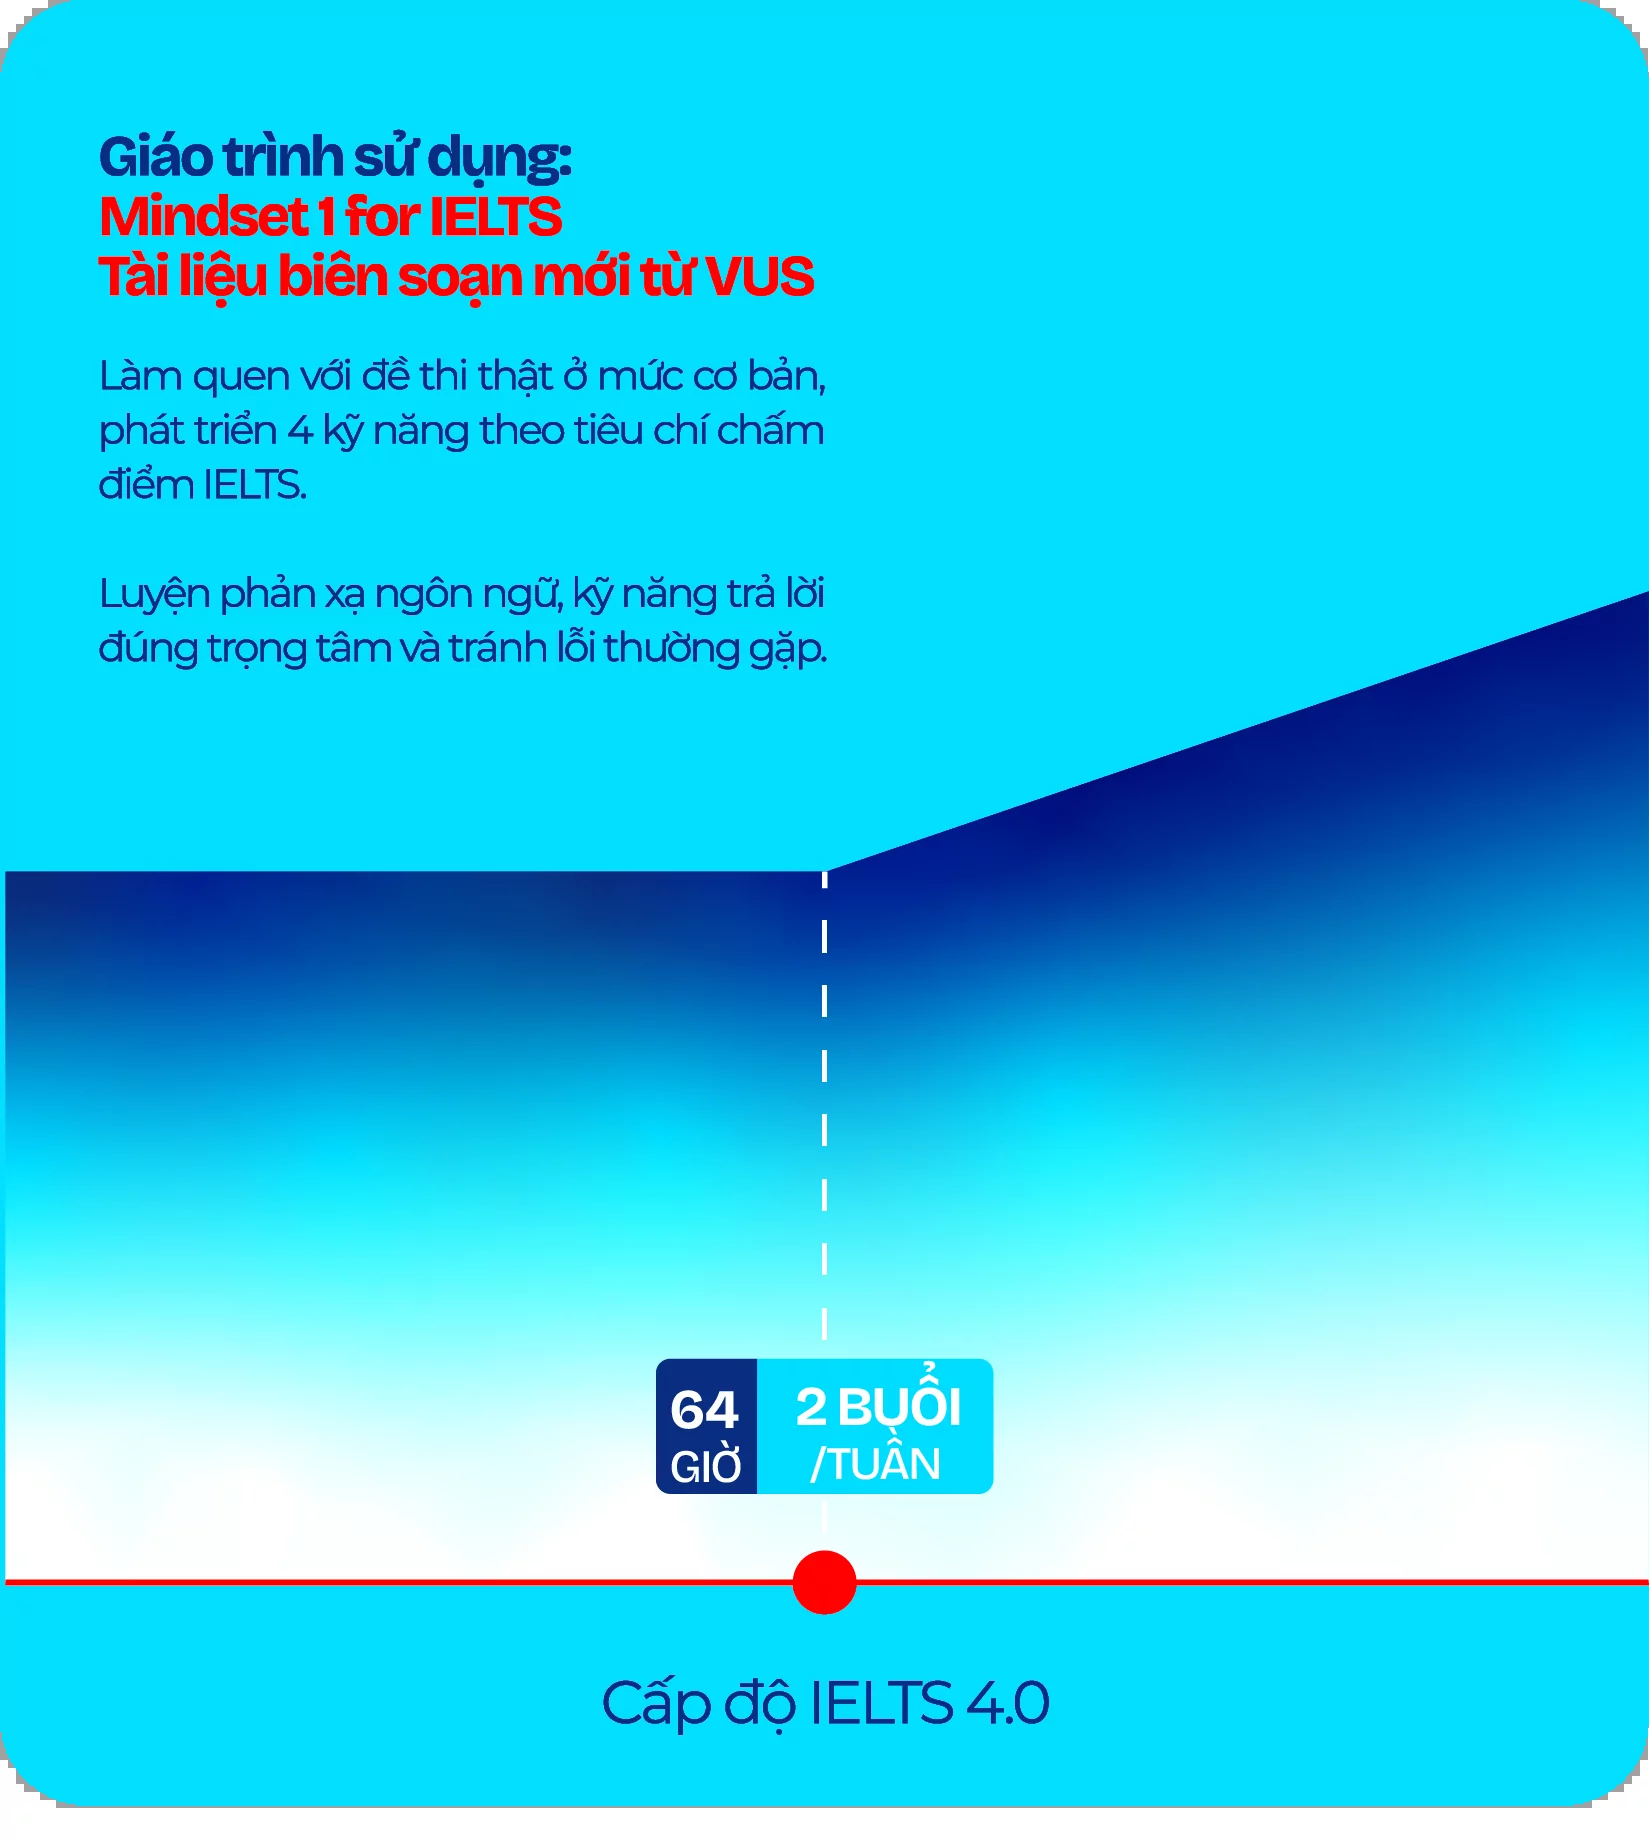 Giáo trình sử dụng:
Mindset 1 for IELTS
Tài liệu biên soạn mới từ VUS
Làm quen với đề thi thật ở mức cơ bản,
phát triển 4 kỹ năng theo tiêu chí chấm
điểm IELTS.
Luyện phản xạ ngôn ngữ, kỹ năng trả lời
đúng trọng tâm và tránh lỗi thường gặp.
64
GIỜ
2 BUỔI
/TUẦN
Cấp độ IELTS 4.0